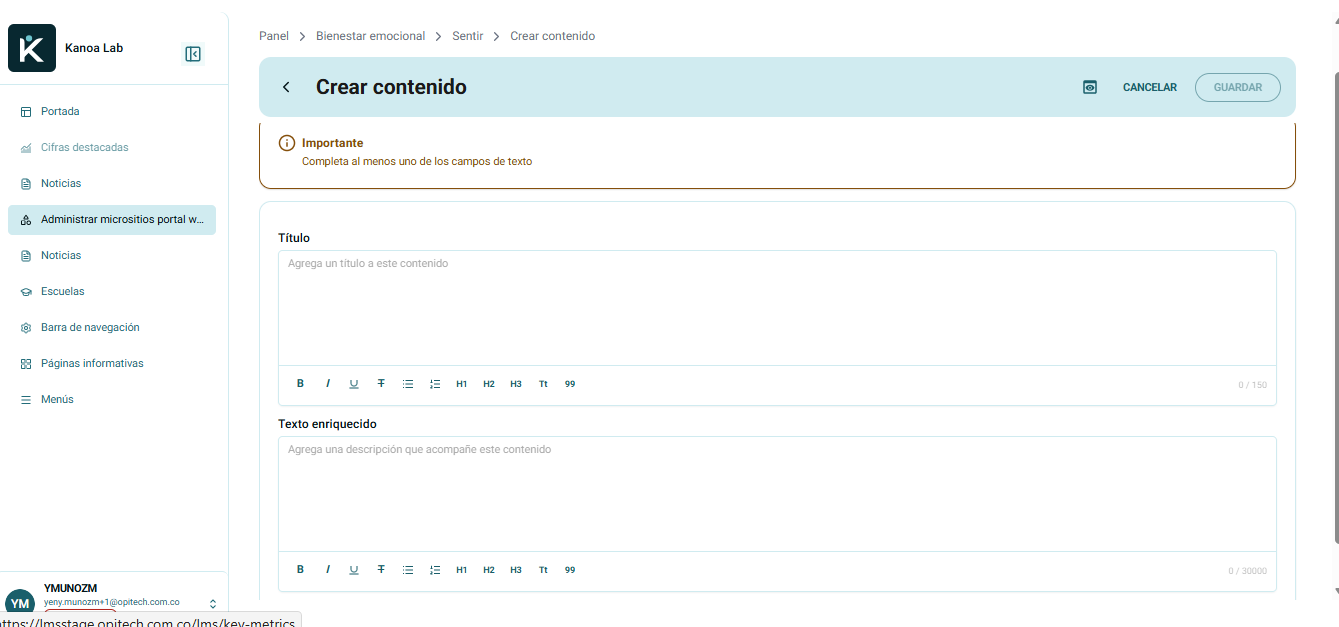 Kanoa Lab
Portada
Cifras destacadas
Noticias
Administrar micrositios portal w...
Noticias
Escuelas
Barra de navegación
Páginas informativas
Menús
YM
YMUNOZM
yeny.munozm+1@opitech.com.co
ttps://lmsstage.opitech.com.co/lms/key-metrics
Panel > Bienestar emocional > Sentir > Crear contenido
Crear contenido
CANCELAR
GUARDAR
Importante
Completa al menos uno de los campos de texto
Título
Agrega un título a este contenido
B I U T H1 H2 H3 Tt 99
0 / 150
Texto enriquecido
Agrega una descripción que acompañe este contenido
B I U T H1 H2 H3 Tt 99
0 / 30000